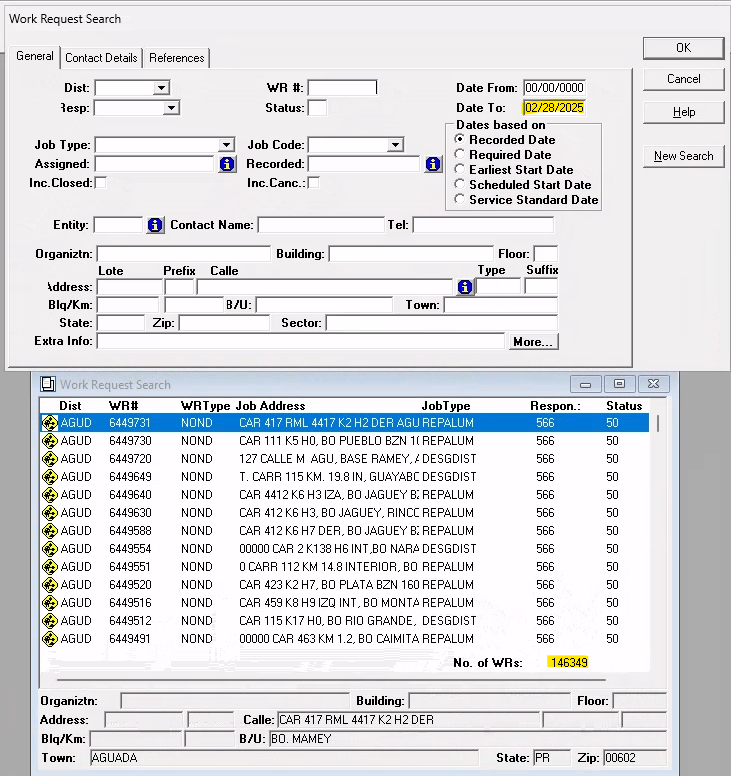 Work Request Search
General Contact Details References
OK
Cancel
Help
New Search
Dist: WR #: Date From: 00/00/0000
Resp: Status: Date To: 02/28/2025
Dates based on
Recorded Date
Required Date
Earliest Start Date
Scheduled Start Date
Service Standard Date
Job Type: Job Code:
Assigned: Recorded:
Inc.Closed: Inc.Canc.:
Entity: Contact Name: Tel:
Organiztn: Building: Floor:
Lote Prefix Calle Type Suffix
Address:
Blq/Km: B/U: Town:
State: Zip: Sector:
Extra Info: More...
Work Request Search
Dist WR# WRType Job Address JobType Respon.: Status
AGUD 6449731 NOND CAR 417 RML 4417 K2 H2 DER AGU REPALUM 566 50
AGUD 6449730 NOND CAR 111 K5 H0, BO PUEBLO BZN 1( REPALUM 566 50
AGUD 6449720 NOND 127 CALLE M AGU, BASE RAMEY, A DESGDIST 566 50
AGUD 6449649 NOND T. CARR 115 KM. 19.8 IN, GUAYABC DESGDIST 566 50
AGUD 6449640 NOND CAR 4412 K6 H3 IZA, BO JAGUEY BZ REPALUM 566 50
AGUD 6449630 NOND CAR 412 K6 H3, BO JAGUEY, RINCC REPALUM 566 50
AGUD 6449588 NOND CAR 412 K6 H7 DER, BO JAGUEY BZ REPALUM 566 50
AGUD 6449554 NOND 00000 CAR 2 K138 H6 INT,BO NARA DESGDIST 566 50
AGUD 6449551 NOND 0 CARR 112 KM 14.8 INTERIOR, BO REPALUM 566 50
AGUD 6449520 NOND CAR 423 K2 H7, BO PLATA BZN 160 REPALUM 566 50
AGUD 6449516 NOND CAR 459 K8 H9 IZQ INT, BO MONTA REPALUM 566 50
AGUD 6449512 NOND CAR 115 K17 H0, BO RIO GRANDE, DESGDIST 566 50
AGUD 6449491 NOND 00000 CAR 463 KM 1.2, BO CAIMITA REPALUM 566 50
No. of WRs: 146349
Organiztn: Building: Floor:
Address: Calle: CAR 417 RML 4417 K2 H2 DER
Blq/Km: B/U: BO. MAMEY
Town: AGUADA State: PR Zip: 00602